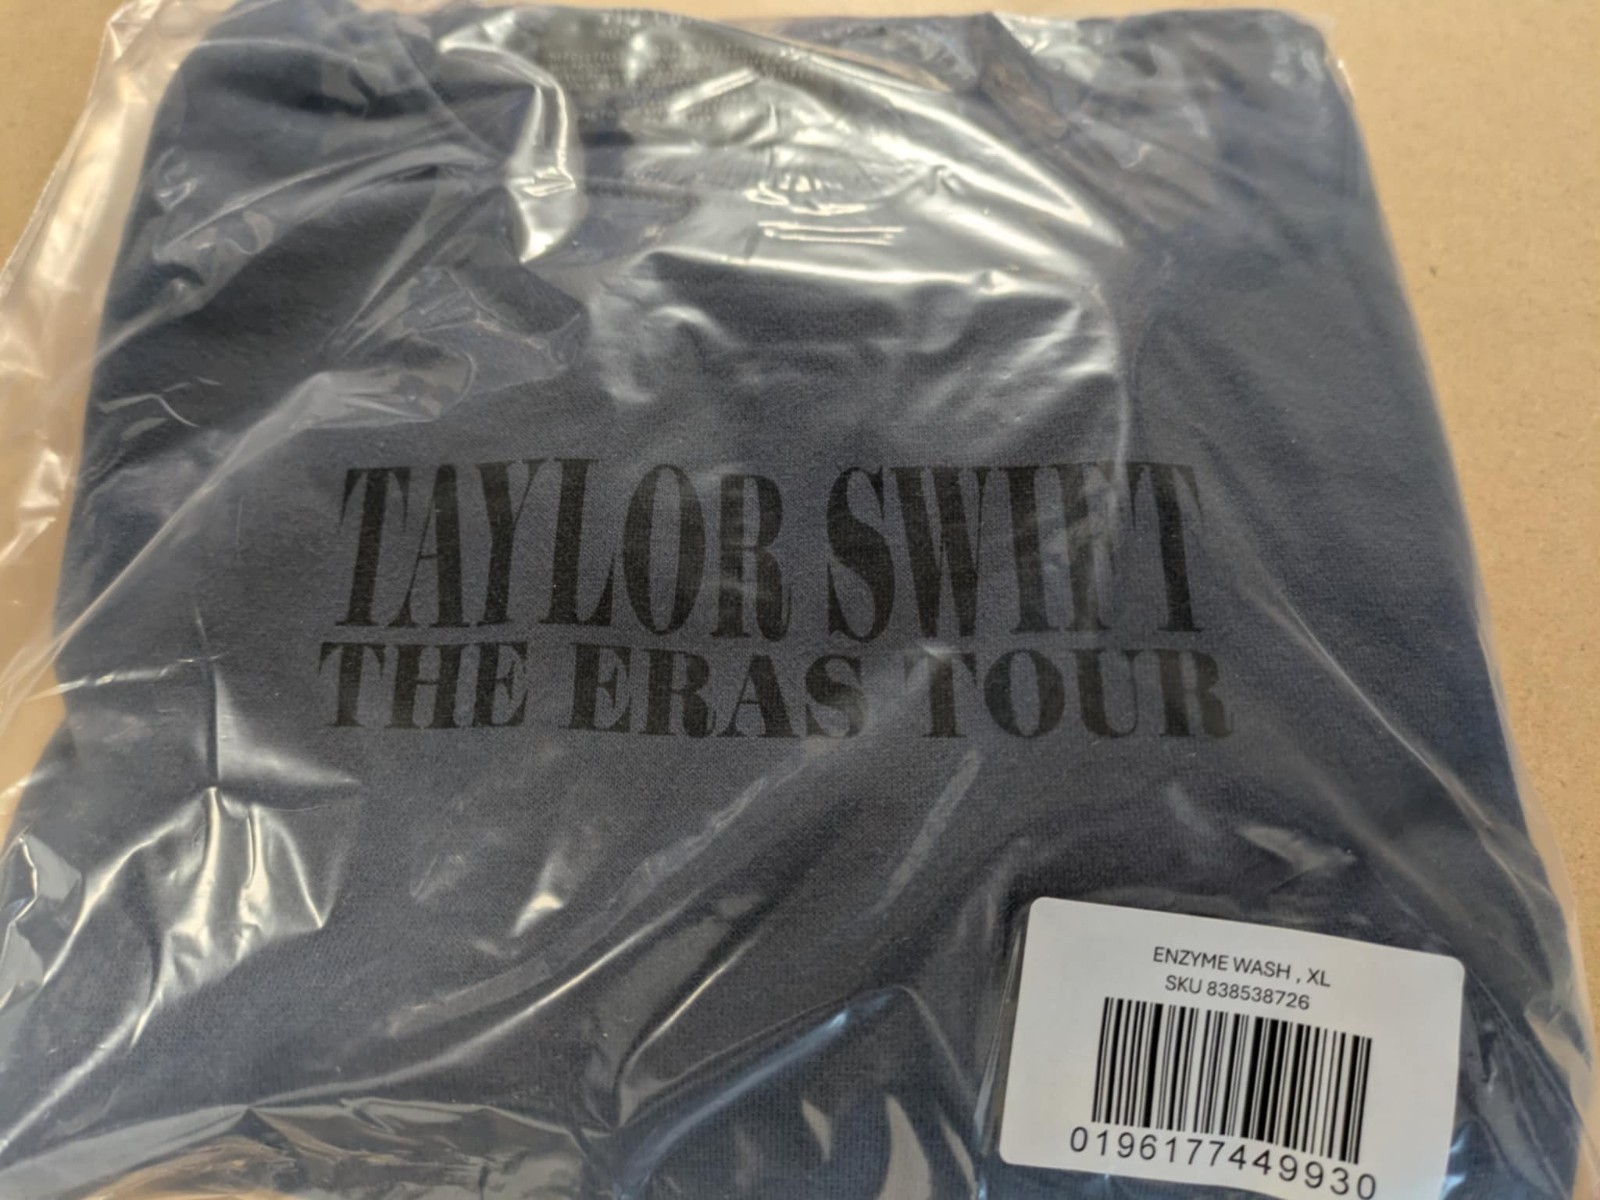 TAYLOR SWIFT
THE ERAS TOUR
ENZYME WASH , XL
SKU 838538726
0196177449930